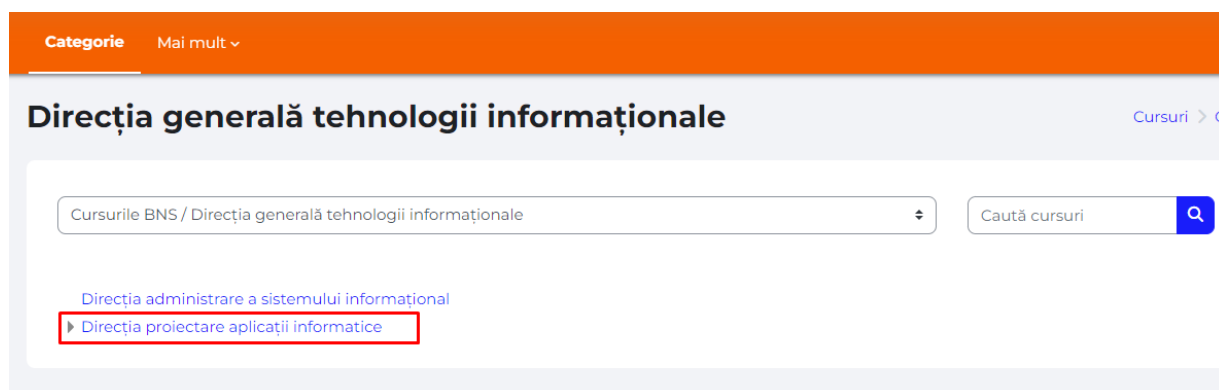 Categorie Mai mult
Direcția generală tehnologii informaționale
Cursuri >
Cursurile BNS / Direcția generală tehnologii informaționale
Caută cursuri
Direcția administrare a sistemului informațional
Direcția proiectare aplicații informatice